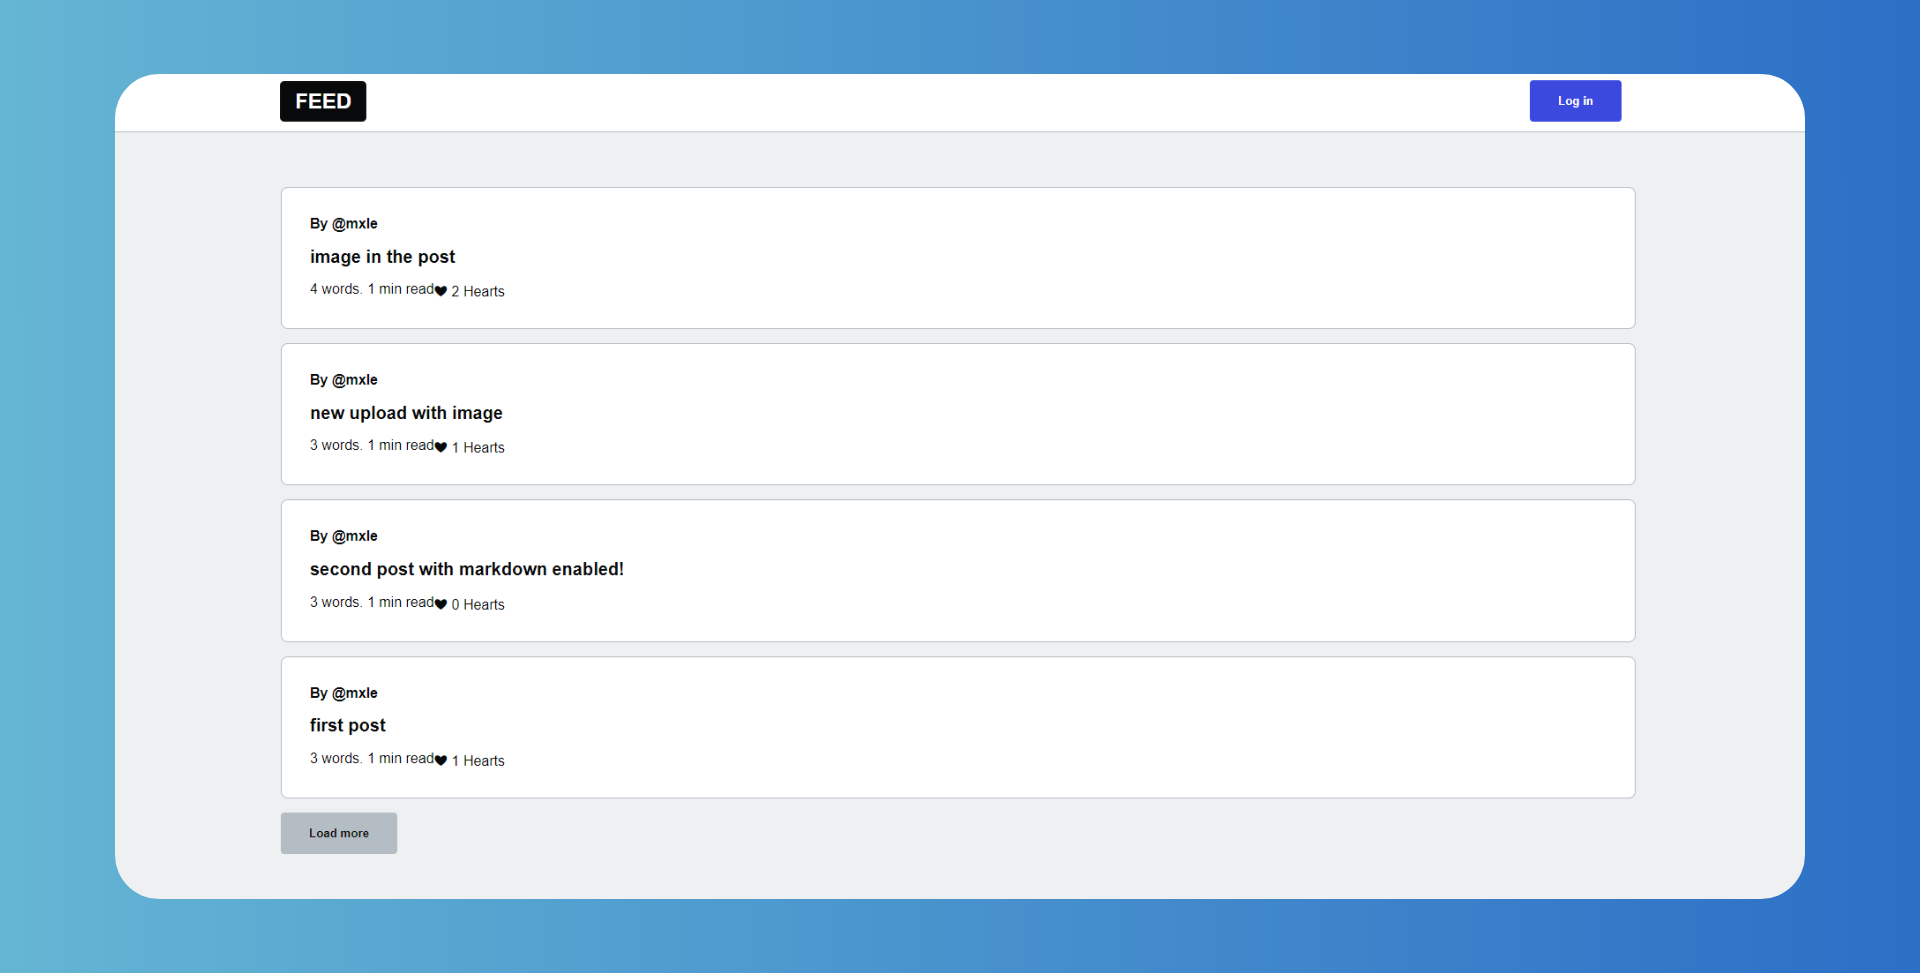 FEED
Log in
By @mxle
image in the post
4 words. 1 min read 2 Hearts
By @mxle
new upload with image
3 words. 1 min read 1 Hearts
By @mxle
second post with markdown enabled!
3 words. 1 min read 0 Hearts
By @mxle
first post
3 words. 1 min read 1 Hearts
Load more